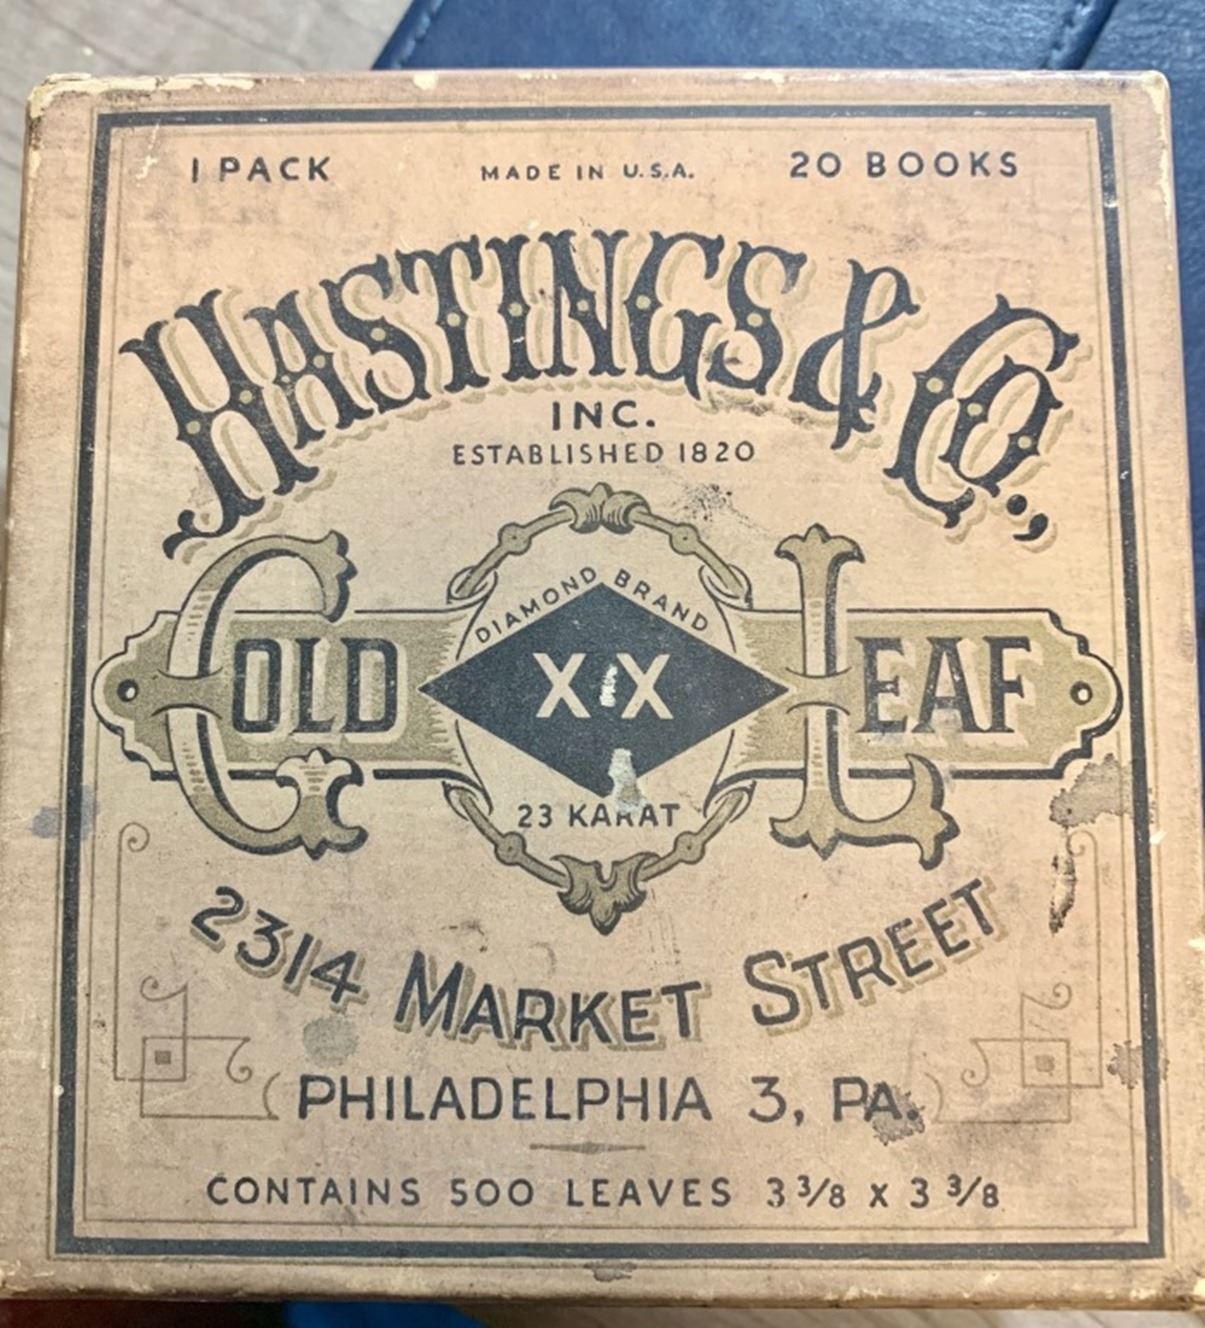 1 PACK MADE IN U.S.A. 20 BOOKS
HASTINGS & Co.,
INC.
ESTABLISHED 1820
GOLD LEAF
DIAMOND BRAND
XX
23 KARAT
2314 MARKET STREET
PHILADELPHIA 3, PA.
CONTAINS 500 LEAVES 3 3/8 X 3 3/8